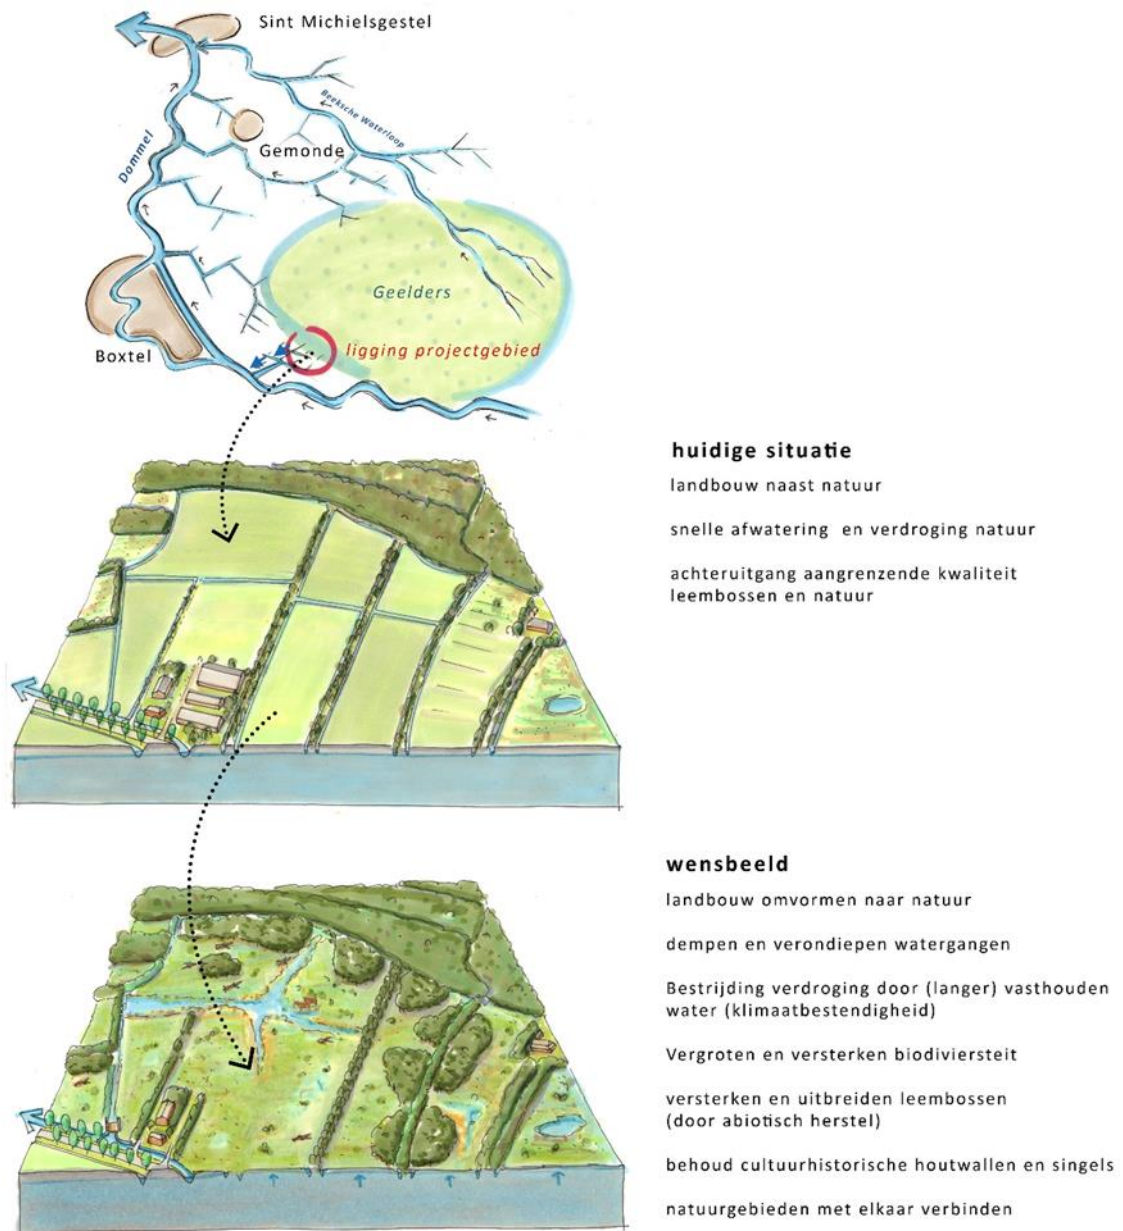 Sint Michielsgestel
Beeksche Waterloop
Dommel
Gemonde
Geelders
ligging projectgebied
Boxtel
huidige situatie
landbouw naast natuur
snelle afwatering en verdroging natuur
achteruitgang aangrenzende kwaliteit
leembossen en natuur
wensbeeld
landbouw omvormen naar natuur
dempen en verondiepen watergangen
Bestrijding verdroging door (langer) vasthouden
water (klimaatbestendigheid)
Vergroten en versterken biodiviersteit
versterken en uitbreiden leembossen
(door abiotisch herstel)
behoud cultuurhistorische houtwallen en singels
natuurgebieden met elkaar verbinden